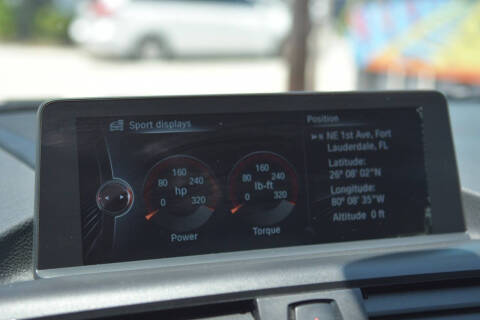 Sport displays
Position
NE 1st Ave, Fort
Lauderdale, FL
Latitude:
26° 08' 02"N
Longitude:
80° 08' 35"W
Altitude 0 ft
160
80 240
hp
0 320
Power
160
80 240
lb-ft
0 320
Torque